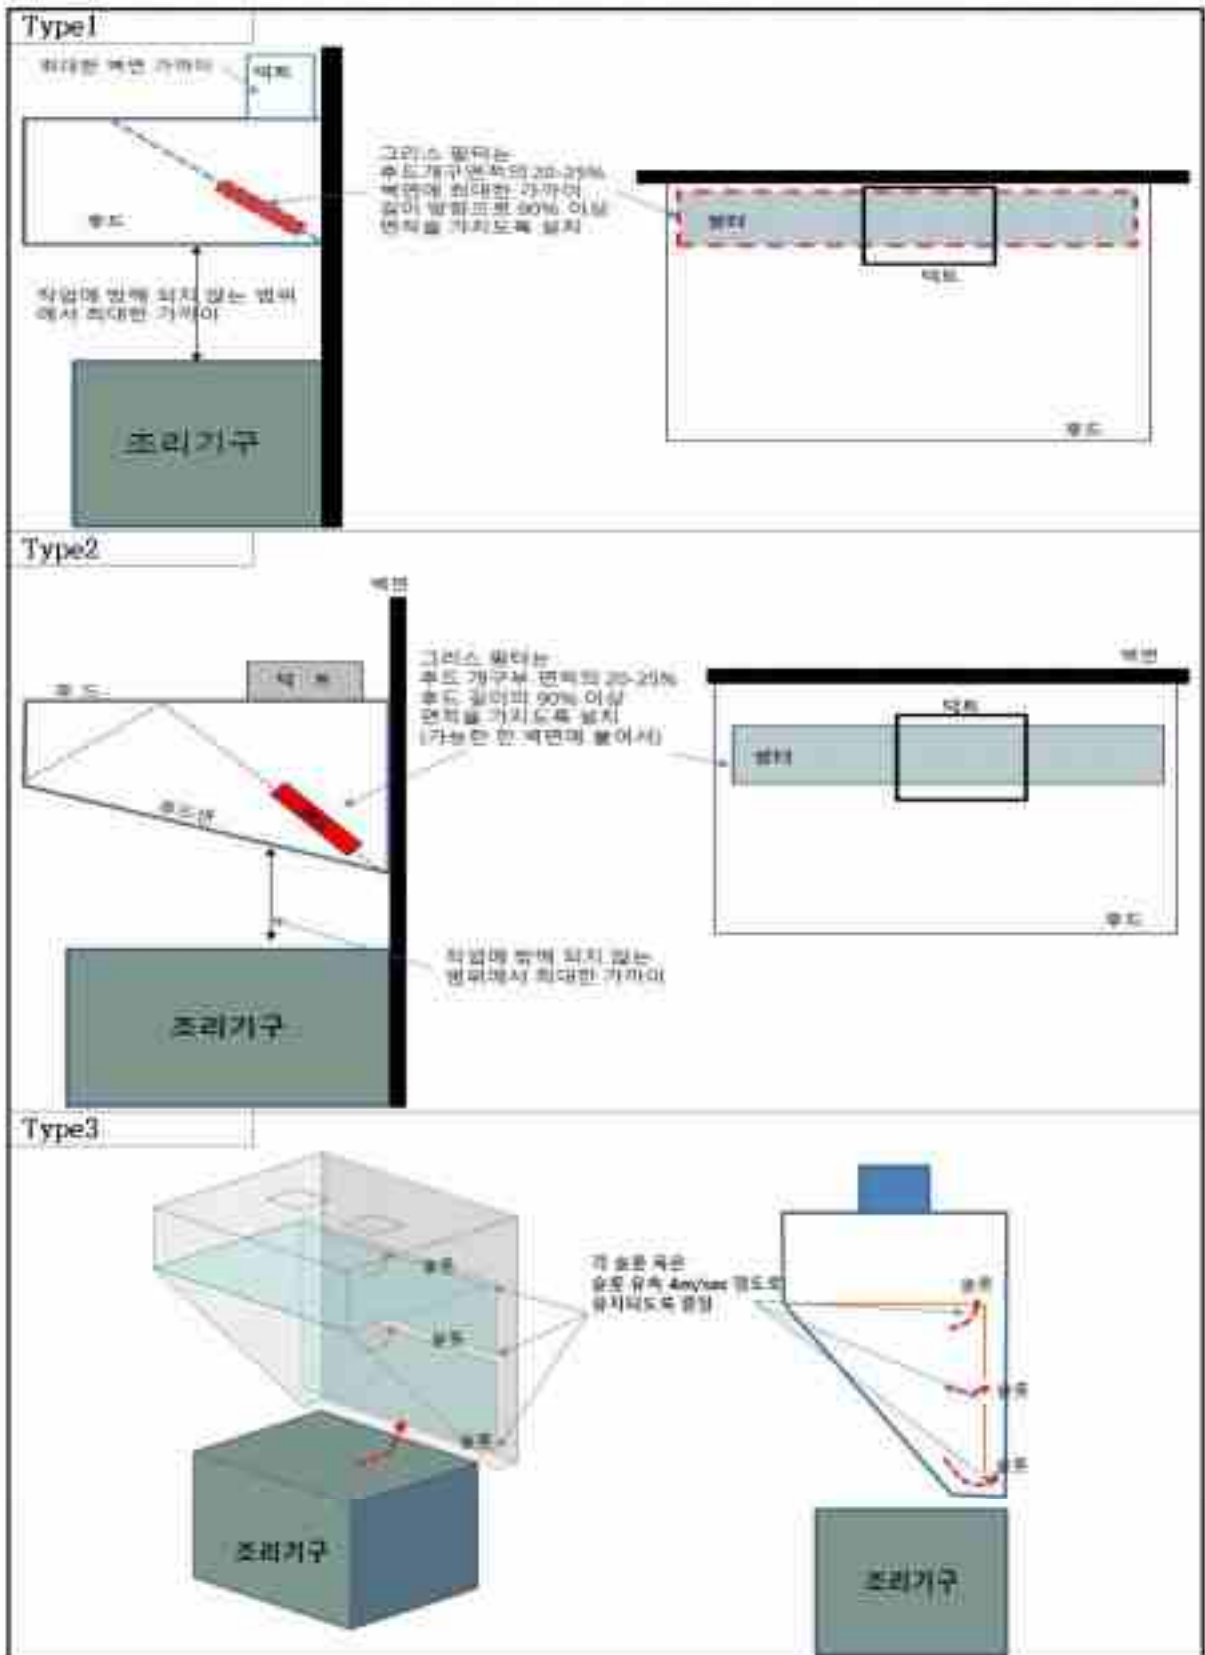 Type1
최대한 벽면 가까이
덕트
그리스 필터는
후드개구면적의 20-25%
벽면에 최대한 가까이
길이 방향으로 90% 이상
면적을 가지도록 설치
후드
필터
덕트
작업에 방해 되지 않는 범위
에서 최대한 가까이
후드
조리기구
Type2
벽면
그리스 필터는
후드 개구부 면적의 20-25%
후드 길이의 90% 이상
면적을 가지도록 설치
(가능한 한 벽면에 붙여서)
벽면
덕 트
후 드
덕트
필터
후드면
후드
작업에 방해 되지 않는
범위에서 최대한 가까이
조리기구
Type3
각 슬롯 폭은
슬롯 유속 4m/sec 정도로
유지되도록 결정
슬롯
슬롯
슬롯
슬롯
슬롯
슬롯
조리기구
조리기구